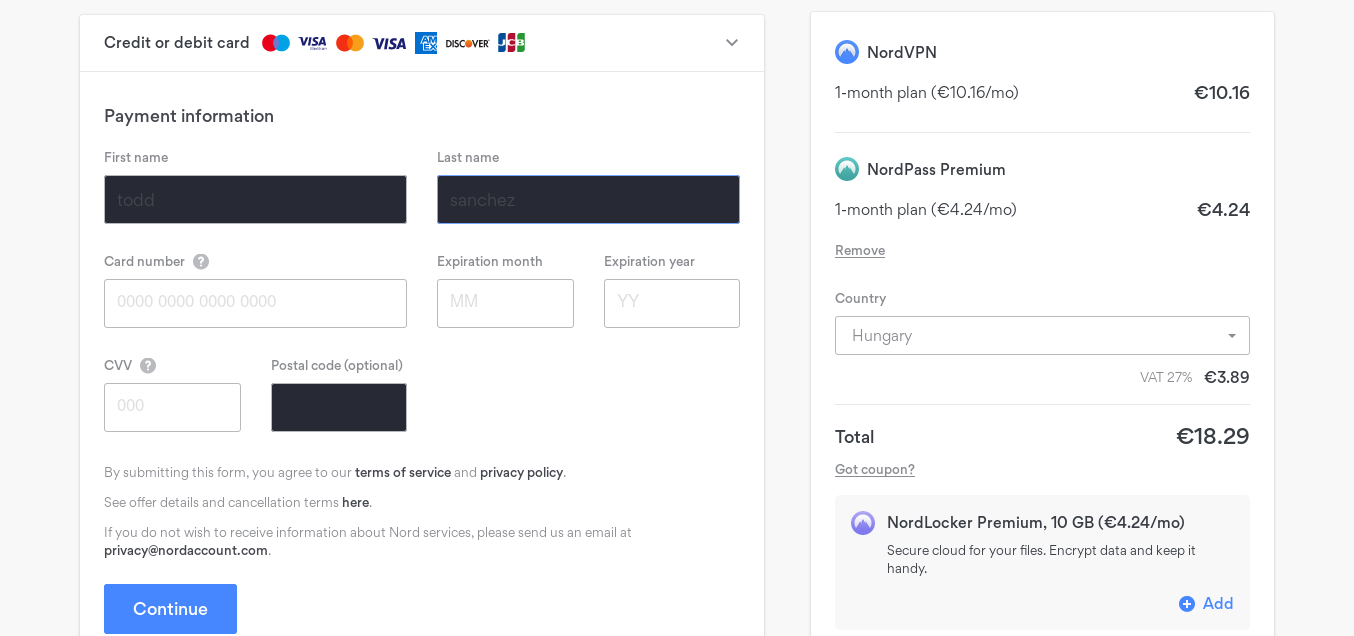 Credit or debit card VISA VISA AM EX DISCOVER JCB
Payment information
First name Last name
todd sanchez
Card number ? Expiration month Expiration year
0000 0000 0000 0000 MM YY
CVV ? Postal code (optional)
000
By submitting this form, you agree to our terms of service and privacy policy.
See offer details and cancellation terms here.
If you do not wish to receive information about Nord services, please send us an email at
privacy@nordaccount.com.
Continue
NordVPN
1-month plan (€10.16/mo) €10.16
NordPass Premium
1-month plan (€4.24/mo) €4.24
Remove
Country
Hungary
VAT 27% €3.89
Total €18.29
Got coupon?
NordLocker Premium, 10 GB (€4.24/mo)
Secure cloud for your files. Encrypt data and keep it
handy.
Add